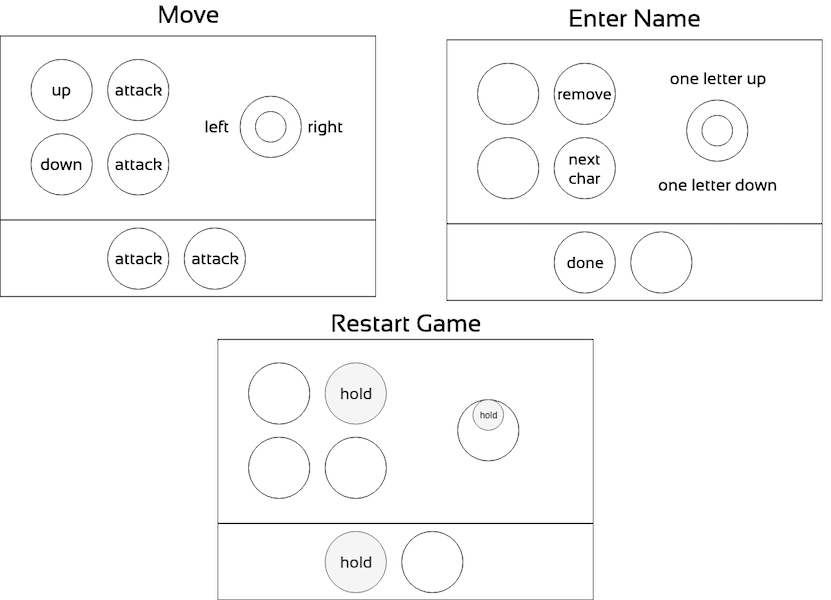 Move
up
attack
left
right
down
attack
attack
attack
Enter Name
remove
one letter up
next
char
one letter down
done
Restart Game
hold
hold
hold